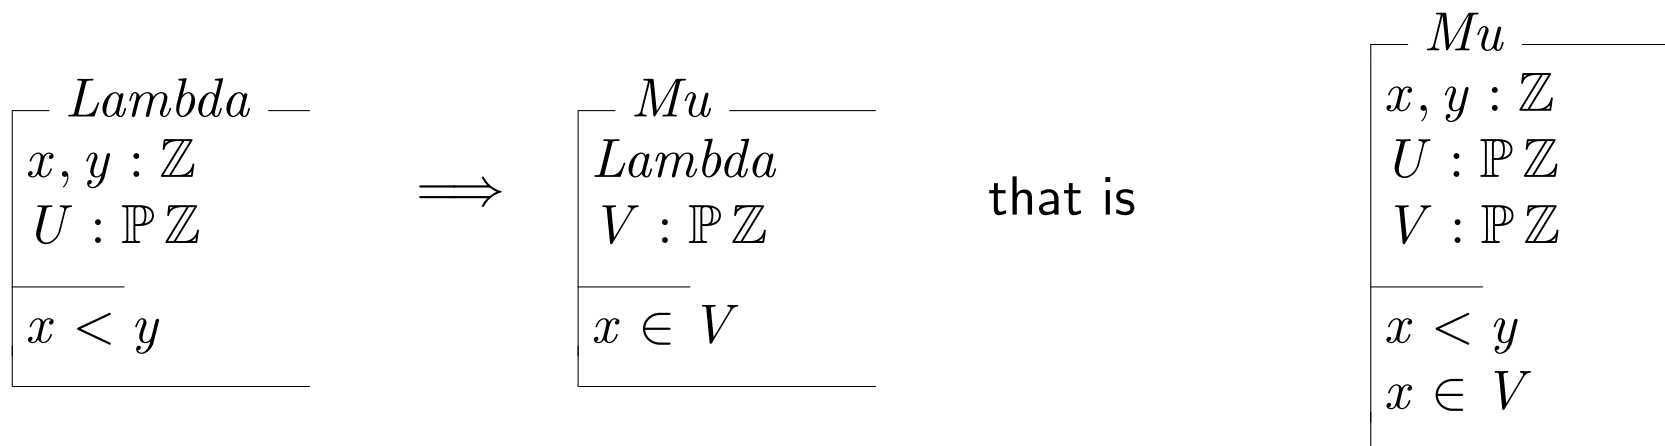 Lambda
x, y : ℤ
U : ℙ ℤ
x < y
⟹
Mu
Lambda
V : ℙ ℤ
x ∈ V
that is
Mu
x, y : ℤ
U : ℙ ℤ
V : ℙ ℤ
x < y
x ∈ V